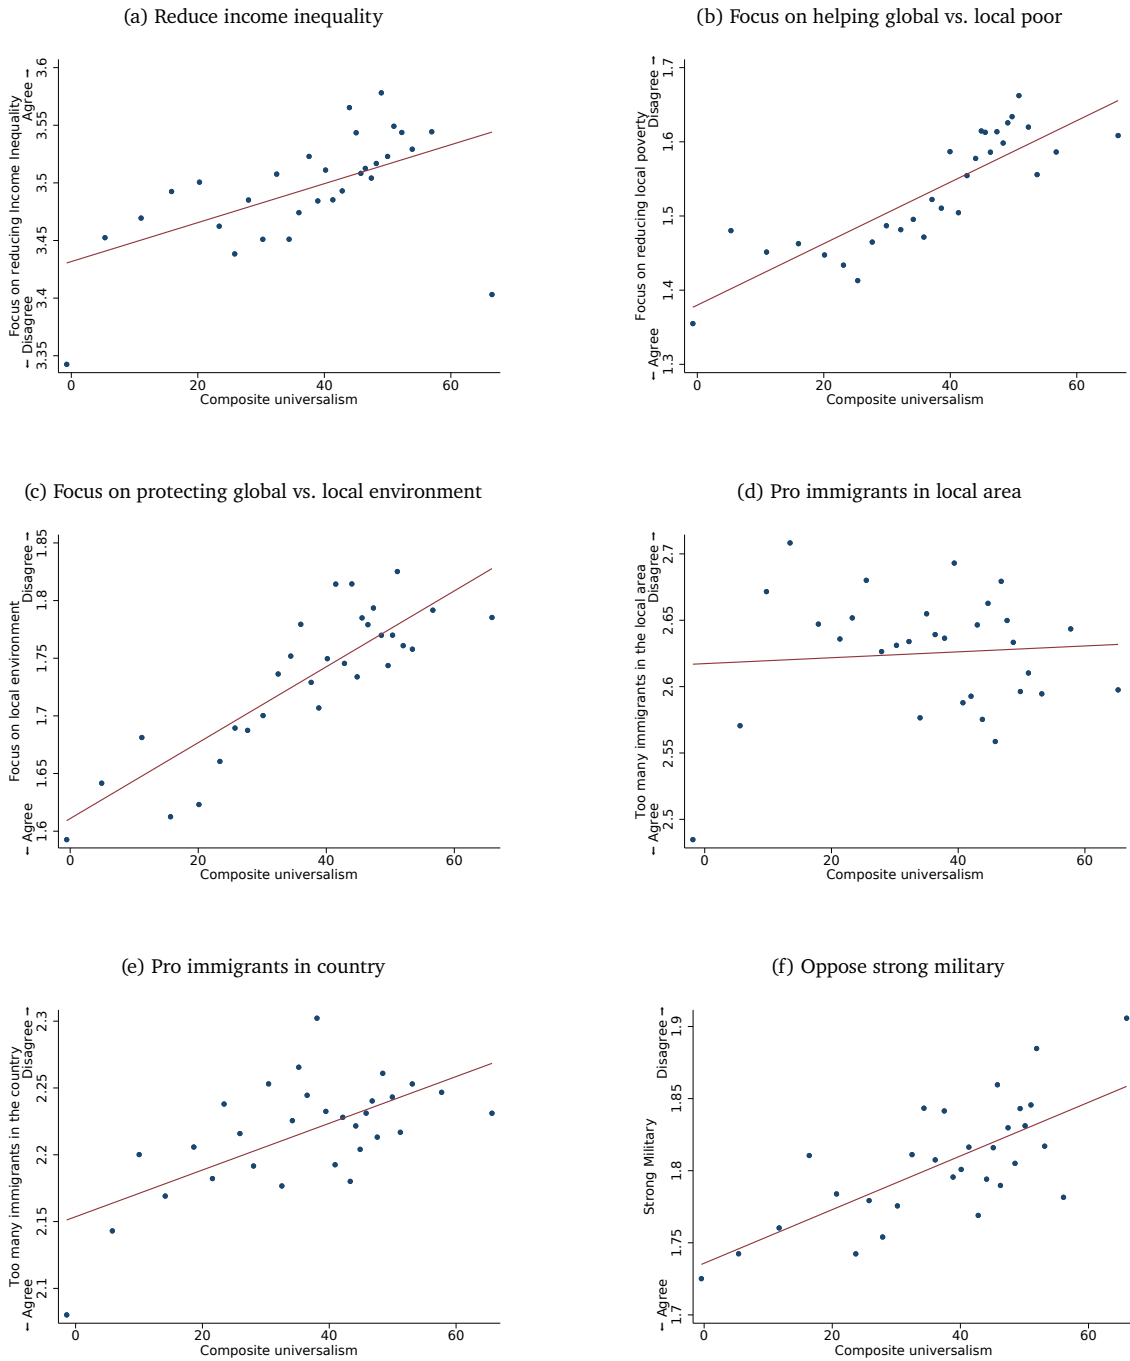 (a) Reduce income inequality
Focus on reducing Income Inequality
← Disagree    Agree →
3.6
3.55
3.5
3.45
3.4
3.35
0 20 40 60
Composite universalism
(b) Focus on helping global vs. local poor
Focus on reducing local poverty
← Agree    Disagree →
1.7
1.6
1.5
1.4
1.3
0 20 40 60
Composite universalism
(c) Focus on protecting global vs. local environment
Focus on local environment
← Agree    Disagree →
1.85
1.8
1.75
1.7
1.65
1.6
0 20 40 60
Composite universalism
(d) Pro immigrants in local area
Too many immigrants in the local area
← Agree    Disagree →
2.7
2.65
2.6
2.55
2.5
0 20 40 60
Composite universalism
(e) Pro immigrants in country
Too many immigrants in the country
← Agree    Disagree →
2.3
2.25
2.2
2.15
2.1
0 20 40 60
Composite universalism
(f) Oppose strong military
Strong Military
← Agree    Disagree →
1.9
1.85
1.8
1.75
1.7
0 20 40 60
Composite universalism